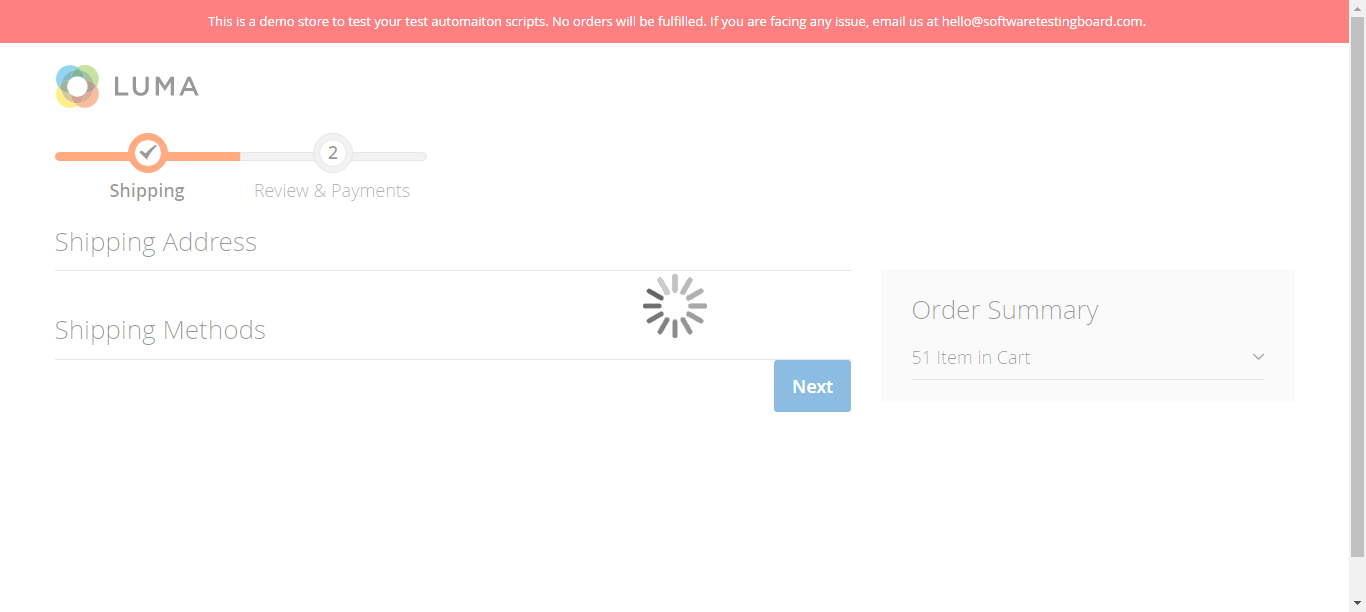 This is a demo store to test your test automaiton scripts. No orders will be fulfilled. If you are facing any issue, email us at hello@softwaretestingboard.com.
LUMA
2
Shipping
Review & Payments
Shipping Address
Order Summary
Shipping Methods
51 Item in Cart
Next